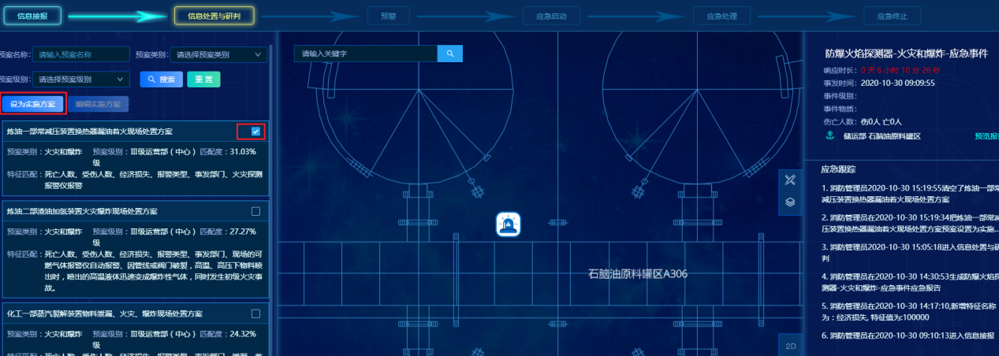 信息接报
信息处置与研判
预警
应急启动
应急处理
应急终止
预案名称: 请输入预案名称
预案类别: 请选择预案类别
预案级别: 请选择预案级别
搜索
重置
设为实施方案
编辑实施方案
炼油一部常减压装置换热器漏油着火现场处置方案
预案类别：火灾和爆炸 预案级别：III级运营部（中心）匹配度：31.03%
级
特征匹配：死亡人数、受伤人数、经济损失、报警类型、事发部门、火灾探测
报警仪报警
炼油二部渣油加氢装置火灾爆炸现场处置方案
预案类别：火灾和爆炸 预案级别：III级运营部（中心）匹配度：27.27%
级
特征匹配：死亡人数、受伤人数、经济损失、报警类型、事发部门、现场的可
燃气体报警仪自动报警、因管线或阀门破裂，高温、高压下物料喷
出时，喷出的高温液体迅速变成爆炸性气体，同时发生初级火灾事
故。
化工一部蒸汽裂解装置物料泄漏、火灾、爆炸现场处置方案
预案类别：火灾和爆炸 预案级别：III级运营部（中心）匹配度：24.32%
级
请输入关键字
石脑油原料罐区A306
2D
防爆火焰探测器-火灾和爆炸-应急事件
响应时长: 0 天 6 小时 10 分 26 秒
事发时间: 2020-10-30 09:09:55
事件级别:
事件物质:
伤亡人数: 伤0人 亡0人
储运部 石脑油原料罐区
预览报
应急跟踪
1. 消防管理员2020-10-30 15:19:55清空了炼油一部常
减压装置换热器漏油着火现场处置方案
2. 消防管理员在2020-10-30 15:19:34把炼油一部常减
压装置换热器漏油着火现场处置方案预案设置为实施...
3. 消防管理员2020-10-30 15:05:18进入信息处置与研
判
4. 消防管理员在2020-10-30 14:30:53生成防爆火焰探
测器-火灾和爆炸-应急事件应急报告
5. 消防管理员在2020-10-30 14:17:10,新增特征名称
为：经济损失, 特征值为:100000
6. 消防管理员在2020-10-30 09:10:13进入信息接报